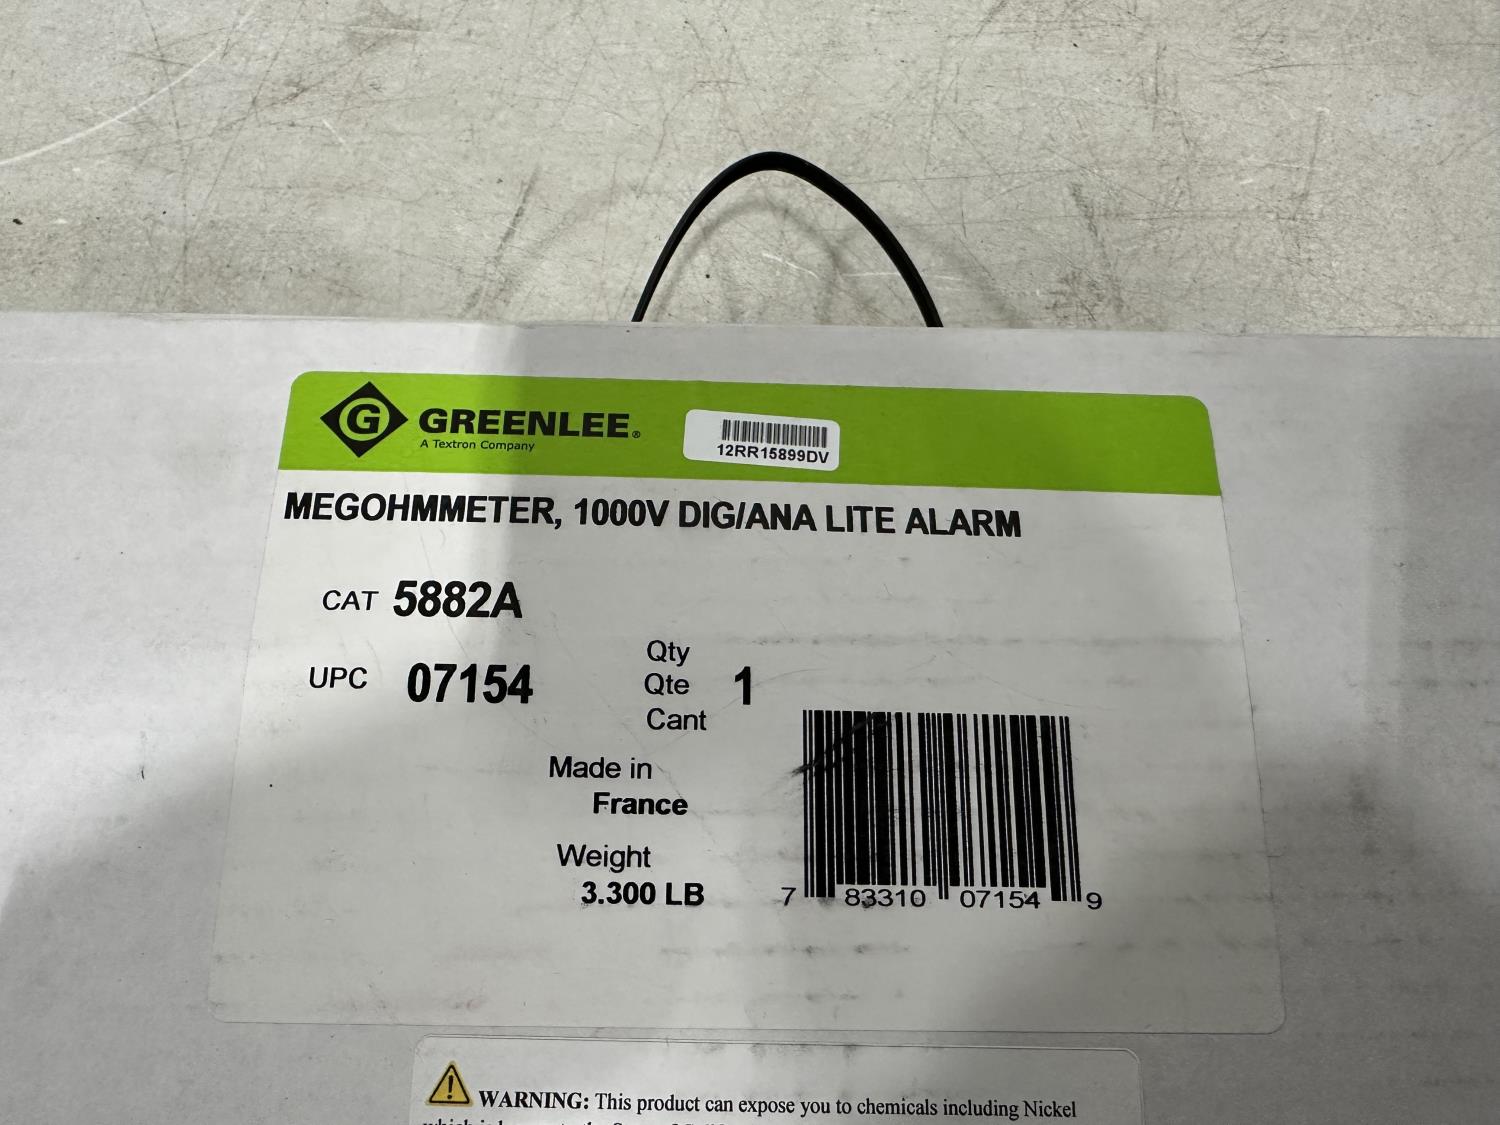 G GREENLEE®
A Textron Company
12RR15899DV
MEGOHMMETER, 1000V DIG/ANA LITE ALARM
CAT 5882A
UPC 07154
Qty
Qte 1
Cant
Made in
France
Weight
3.300 LB
7 83310 07154 9
WARNING: This product can expose you to chemicals including Nickel